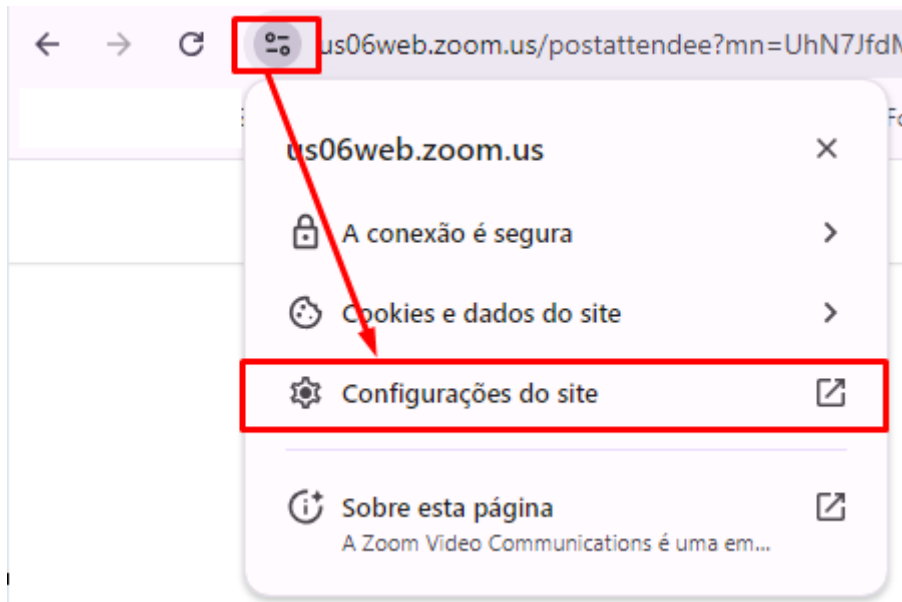 us06web.zoom.us/postattendee?mn=UhN7Jfd
us06web.zoom.us
A conexão é segura
Cookies e dados do site
Configurações do site
Sobre esta página
A Zoom Video Communications é uma em...